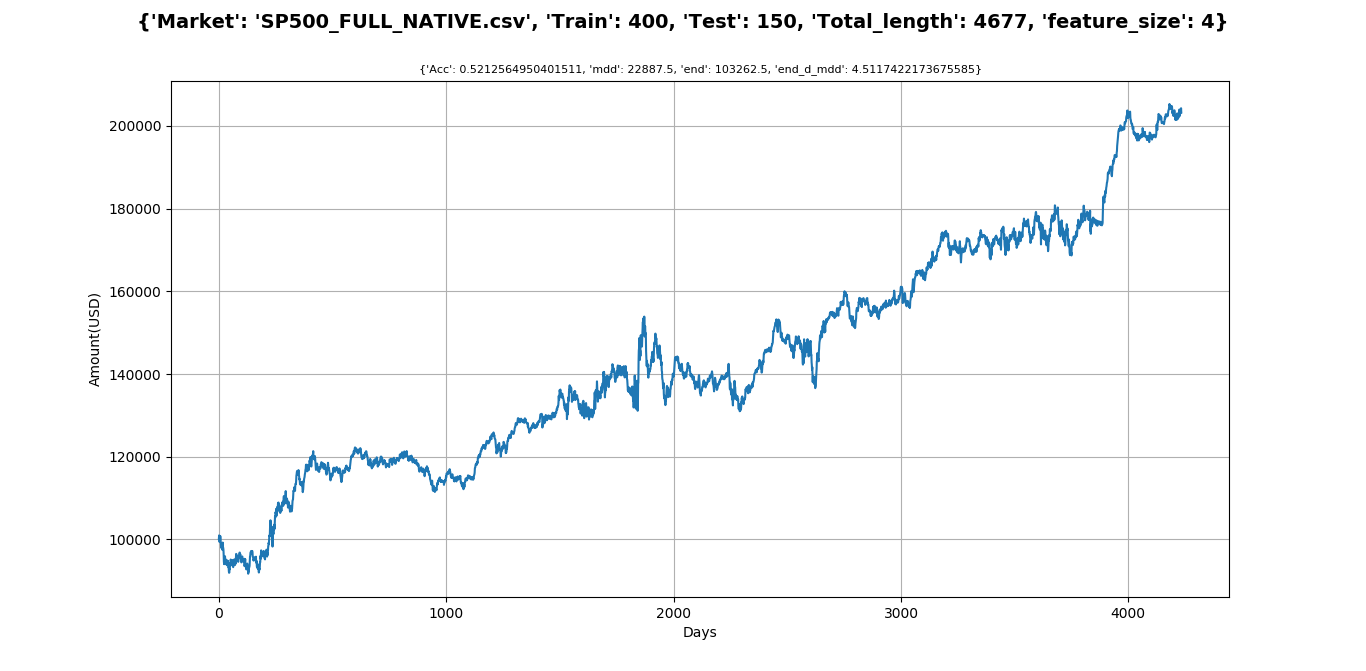 {'Market': 'SP500_FULL_NATIVE.csv', 'Train': 400, 'Test': 150, 'Total_length': 4677, 'feature_size': 4}
{'Acc': 0.5212564950401511, 'mdd': 22887.5, 'end': 103262.5, 'end_d_mdd': 4.5117422173675585}
200000
180000
160000
140000
120000
100000
Amount(USD)
0 1000 2000 3000 4000
Days